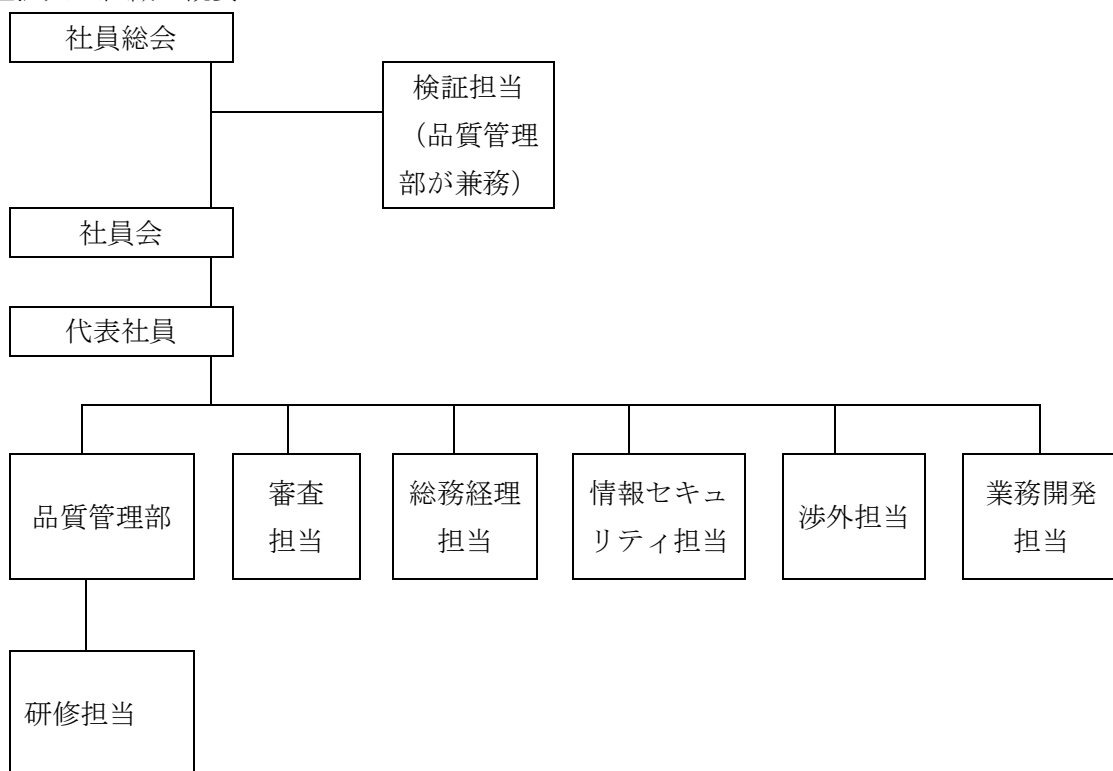 社員総会
検証担当
（品質管理
部が兼務）
社員会
代表社員
品質管理部
審査
担当
総務経理
担当
情報セキュ
リティ担当
渉外担当
業務開発
担当
研修担当